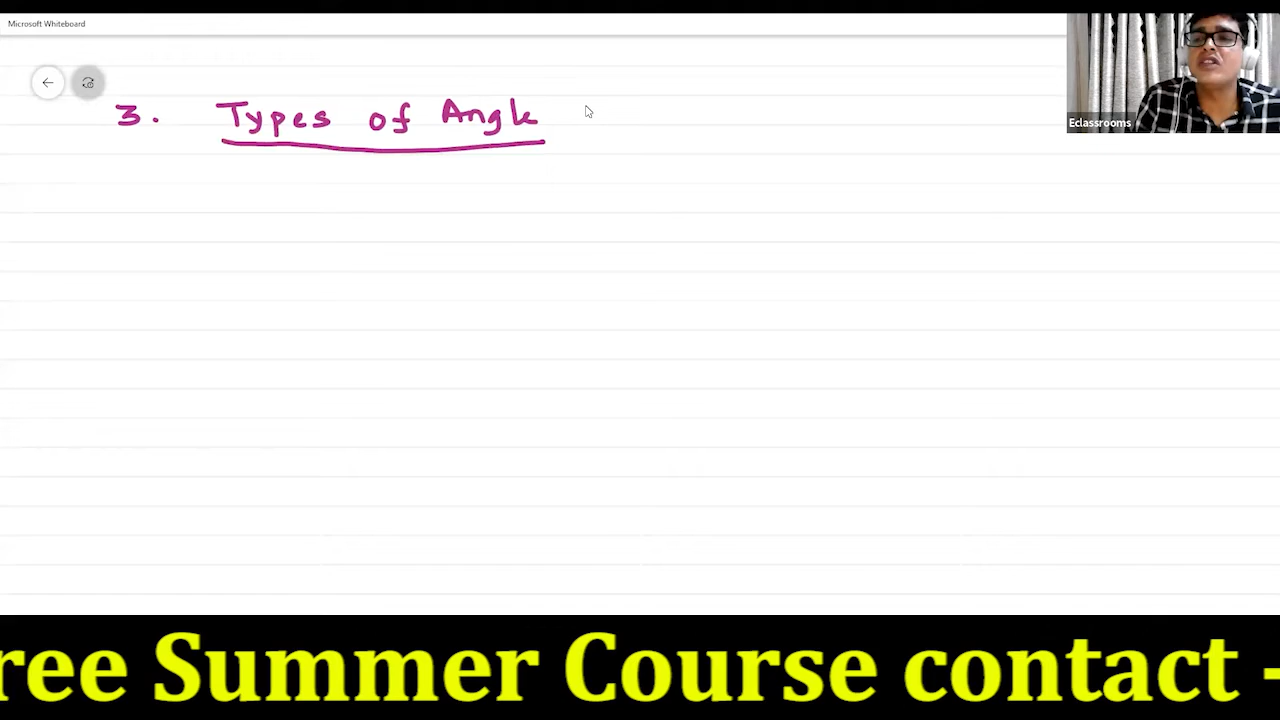 Microsoft Whiteboard
3. Types of Angle
Eclassrooms
ree Summer Course contact -